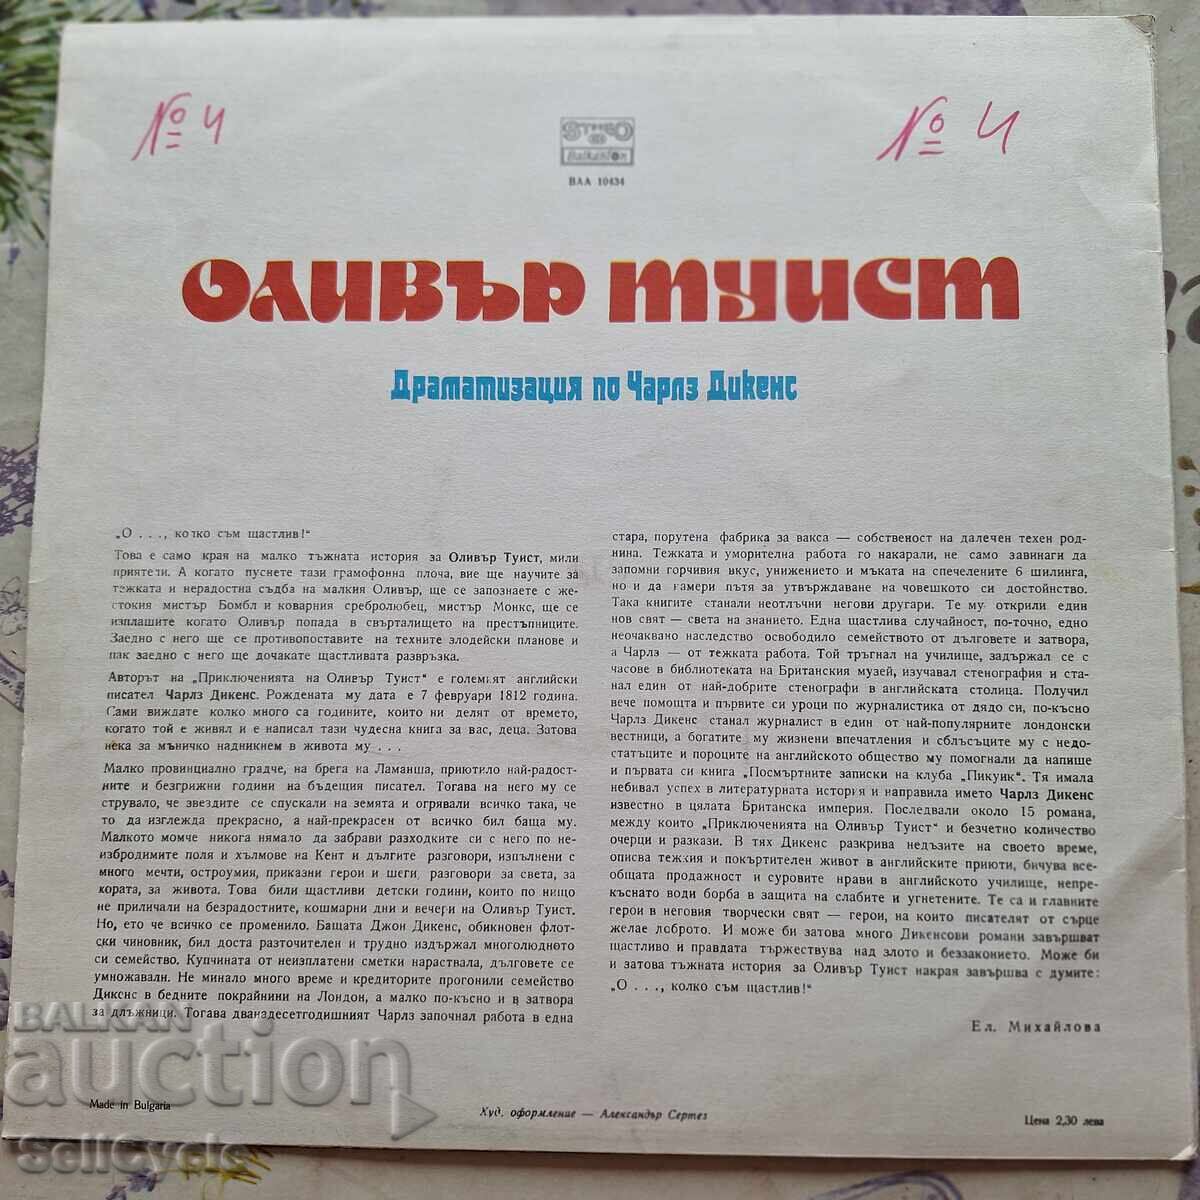 № 4
№ 4
STEREO
Balkanton
ВАА 10434
ОЛИВЪР ТУИСТ
Драматизация по Чарлз Дикенс
„О . . ., колко съм щастлив!“
Това е само края на малко тъжната история за Оливър Туист, мили
приятели. А когато пуснете тази грамофонна плоча, вие ще научите за
тежката и нерадостна съдба на малкия Оливър, ще се запознаете с же-
стокия мистър Бомбл и коварния сребролюбец, мистър Монкс, ще се
изплашите когато Оливър попада в свърталището на престъпниците.
Заедно с него ще се противопоставите на техните злодейски планове и
пак заедно с него ще дочакате щастливата развръзка.
Авторът на „Приключенията на Оливър Туист“ е големият английски
писател Чарлз Дикенс. Рождената му дата е 7 февруари 1812 година.
Сами виждате колко много са годините, които ни делят от времето,
когато той е живял и е написал тази чудесна книга за вас, деца. Затова
нека за мъничко надникнем в живота му . . .
Малко провинциално градче, на брега на Ламанша, приютило най-радост-
ните и безгрижни години на бъдещия писател. Тогава на него му се
струвало, че звездите се спускали на земята и огрявали всичко така, че
то да изглежда прекрасно, а най-прекрасен от всичко бил баща му.
Малкото момче никога нямало да забрави разходките си с него по не-
изброди­мите поля и хълмове на Кент и дългите разговори, изпълнени с
много мечти, остроумия, приказни герои и шеги, разговори за света, за
хората, за живота. Това били щастливи детски години, които по нищо
не приличали на безрадостните, кошмарни дни и вечери на Оливър Туист.
Но, ето че всичко се променило. Бащата Джон Дикенс, обикновен флот-
ски чиновник, бил доста разточителен и трудно издържал многолюдното
си семейство. Купчината от неизплатени сметки нараствала, дълговете се
умножавали. Не минало много време и кредиторите прогонили семейство
Дикенс в бедните покрайнини на Лондон, а малко по-късно и в затвора
за длъжници. Тогава дванадесетгодишният Чарлз започнал работа в една
стара, порутена фабрика за вакса — собственост на далечен техен род-
нина. Тежката и уморителна работа го накарали, не само завинаги да
запомни горчивия вкус, унижението и мъката на спечелените 6 шилинга,
но и да намери пътя за утвърждаване на човешкото си достойнство.
Така книгите станали неотлъчни негови другари. Те му открили един
нов свят — света на знанието. Една щастлива случайност, по-точно, едно
неочаквано наследство освободило семейството от дълговете и затвора,
а Чарлз — от тежката работа. Той тръгнал на училище, задържал се с
часове в библиотеката на Британския музей, изучавал стенография и ста-
нал един от най-добрите стенографи в английската столица. Получил
вече помощта и първите си уроци по журналистика от дядо си, по-късно
Чарлз Дикенс станал журналист в един от най-популярните лондонски
вестници, а богатите му жизнени впечатления и сблъсъците му с недо-
статъците и пороците на английското общество му помогнали да напише
и първата си книга „Посмъртните записки на клуба „Пикуик“. Тя имала
небивал успех в литературната история и направила името Чарлз Дикенс
известно в цялата Британска империя. Последвали около 15 романа,
между които „Приключенията на Оливър Туист“ и безчетно количество
очерци и разкази. В тях Дикенс разкрива недъзите на своето време,
описва тежкия и покъртителен живот в английските приюти, бичува все-
общата продажност и суровите нрави в английското училище, непре-
къснато води борба в защита на слабите и угнетените. Те са и главните
герои в неговия творчески свят — герои, на които писателят от сърце
желае доброто. И може би затова много Дикенсови романи завършват
щастливо и правдата тържествува над злото и беззаконието. Може би
и затова тъжната история за Оливър Туист накрая завършва с думите:
„О . . ., колко съм щастлив!“
Ел. Михайлова
Made in Bulgaria
Худ. оформление — Александър Сертез
Цена 2,30 лева
BALKAN
auction
SellCycle